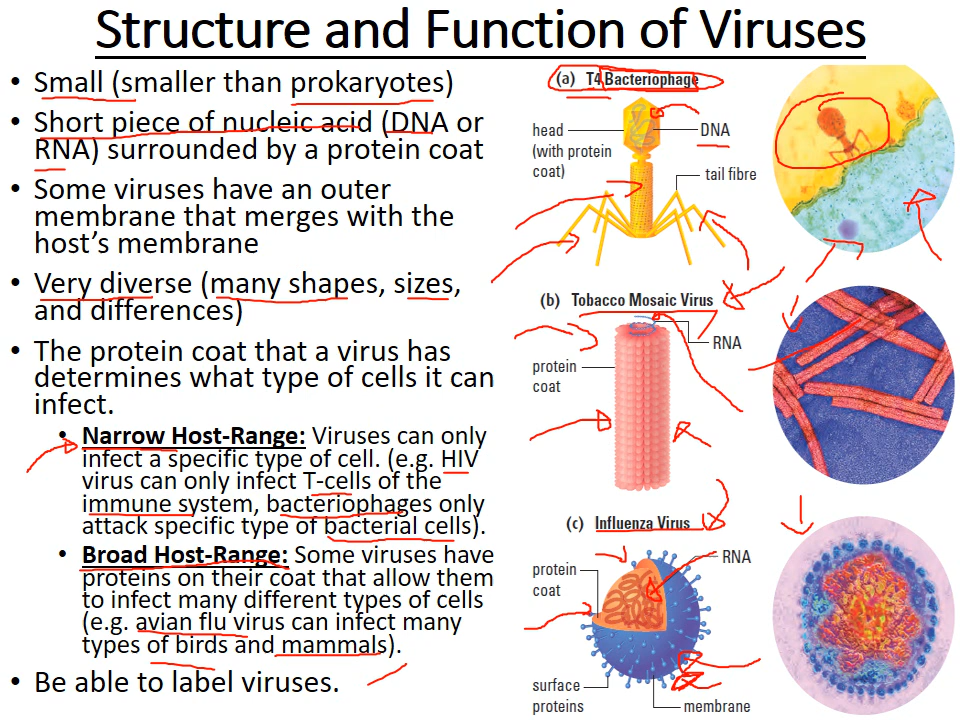 Structure and Function of Viruses
• Small (smaller than prokaryotes)
• Short piece of nucleic acid (DNA or
RNA) surrounded by a protein coat
• Some viruses have an outer
membrane that merges with the
host's membrane
• Very diverse (many shapes, sizes,
and differences)
• The protein coat that a virus has
determines what type of cells it can
infect.
• Narrow Host-Range: Viruses can only
infect a specific type of cell. (e.g. HIV
virus can only infect T-cells of the
immune system, bacteriophages only
attack specific type of bacterial cells).
• Broad Host-Range: Some viruses have
proteins on their coat that allow them
to infect many different types of cells
(e.g. avian flu virus can infect many
types of birds and mammals).
• Be able to label viruses.
(a) T4 Bacteriophage
head
(with protein
coat)
DNA
tail fibre
(b) Tobacco Mosaic Virus
RNA
protein
coat
(c) Influenza Virus
RNA
protein
coat
surface
proteins
membrane